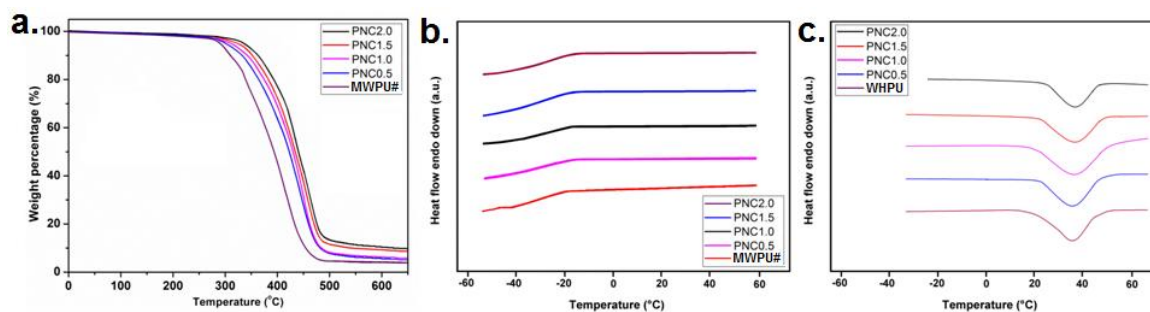 a.
PNC2.0
PNC1.5
PNC1.0
PNC0.5
MWPU#
Weight percentage (%)
100
80
60
40
20
0
0 100 200 300 400 500 600
Temperature (°C)
b.
Heat flow endo down (a.u.)
PNC2.0
PNC1.5
PNC1.0
PNC0.5
MWPU#
-60 -40 -20 0 20 40 60
Temperature (°C)
c.
PNC2.0
PNC1.5
PNC1.0
PNC0.5
WHPU
Heat flow endo down (a.u.)
-60 -40 -20 0 20 40 60
Temperature (°C)